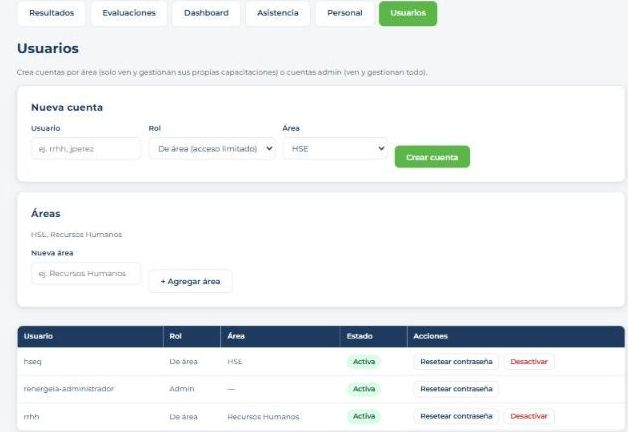 Resultados Evaluaciones Dashboard Asistencia Personal Usuarios
Usuarios
Crea cuentas por área (solo ven y gestionan sus propias capacitaciones) o cuentas admin (ven y gestionan todo).
Nueva cuenta
Usuario Rol Área
ej. rrhh, jperez De área (acceso limitado) HSE Crear cuenta
Áreas
HSE, Recursos Humanos
Nueva área
ej. Recursos Humanos + Agregar área
Usuario Rol Área Estado Acciones
hseq De área HSE Activa Resetear contraseña Desactivar
renergeia-administrador Admin — Activa Resetear contraseña
rrhh De área Recursos Humanos Activa Resetear contraseña Desactivar